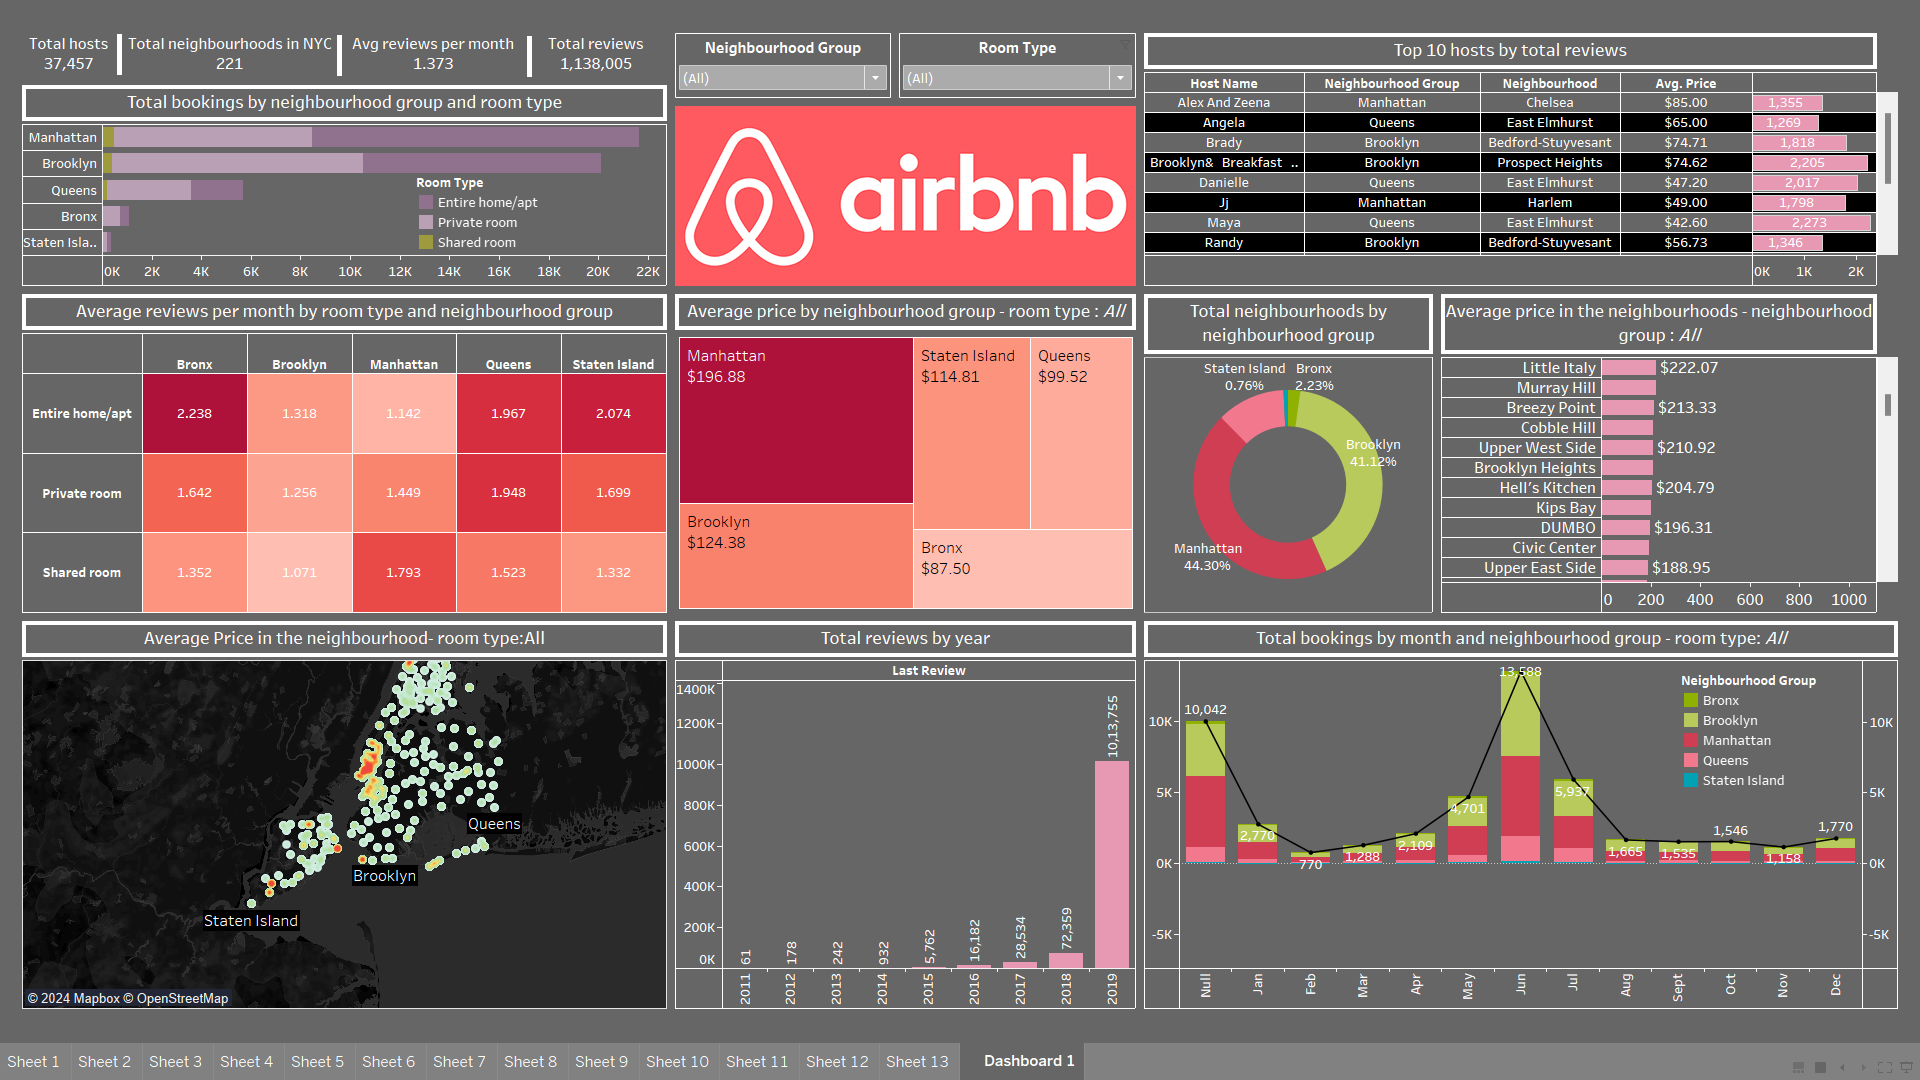 Total hosts
37,457
Total neighbourhoods in NYC
221
Avg reviews per month
1.373
Total reviews
1,138,005
Neighbourhood Group
(All)
Room Type
(All)
Total bookings by neighbourhood group and room type
Manhattan
Brooklyn
Queens
Bronx
Staten Isla..
Room Type
Entire home/apt
Private room
Shared room
0K 2K 4K 6K 8K 10K 12K 14K 16K 18K 20K 22K
airbnb
Top 10 hosts by total reviews
Host Name Neighbourhood Group Neighbourhood Avg. Price
Alex And Zeena Manhattan Chelsea $85.00 1,355
Angela Queens East Elmhurst $65.00 1,269
Brady Brooklyn Bedford-Stuyvesant $74.71 1,818
Brooklyn& Breakfast .. Brooklyn Prospect Heights $74.62 2,205
Danielle Queens East Elmhurst $47.20 2,017
Jj Manhattan Harlem $49.00 1,798
Maya Queens East Elmhurst $42.60 2,273
Randy Brooklyn Bedford-Stuyvesant $56.73 1,346
0K 1K 2K
Average reviews per month by room type and neighbourhood group
Bronx Brooklyn Manhattan Queens Staten Island
Entire home/apt 2.238 1.318 1.142 1.967 2.074
Private room 1.642 1.256 1.449 1.948 1.699
Shared room 1.352 1.071 1.793 1.523 1.332
Average price by neighbourhood group - room type : All
Manhattan
$196.88
Staten Island
$114.81
Queens
$99.52
Brooklyn
$124.38
Bronx
$87.50
Total neighbourhoods by
neighbourhood group
Staten Island
0.76%
Bronx
2.23%
Brooklyn
41.12%
Manhattan
44.30%
Average price in the neighbourhoods - neighbourhood
group : All
Little Italy $222.07
Murray Hill
Breezy Point $213.33
Cobble Hill
Upper West Side $210.92
Brooklyn Heights
Hell's Kitchen $204.79
Kips Bay
DUMBO $196.31
Civic Center
Upper East Side $188.95
0 200 400 600 800 1000
Average Price in the neighbourhood- room type:All
Queens
Brooklyn
Staten Island
© 2024 Mapbox © OpenStreetMap
Total reviews by year
Last Review
1400K
1200K
1000K
800K
600K
400K
200K
0K
61 178 242 932 5,762 16,182 28,534 72,359 10,13,755
2011 2012 2013 2014 2015 2016 2017 2018 2019
Total bookings by month and neighbourhood group - room type: All
Neighbourhood Group
Bronx
Brooklyn
Manhattan
Queens
Staten Island
10K
5K
0K
-5K
10,042 2,770 770 1,288 2,109 4,701 13,588 5,937 1,665 1,535 1,546 1,158 1,770
10K
5K
0K
-5K
Null Jan Feb Mar Apr May Jun Jul Aug Sept Oct Nov Dec
Sheet 1 Sheet 2 Sheet 3 Sheet 4 Sheet 5 Sheet 6 Sheet 7 Sheet 8 Sheet 9 Sheet 10 Sheet 11 Sheet 12 Sheet 13 Dashboard 1